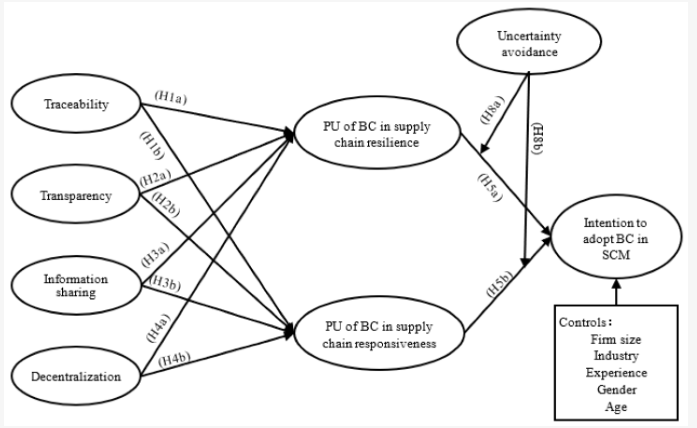 Uncertainty
avoidance
Traceability
(H1a)
(H1b)
PU of BC in supply
chain resilience
(H8a)
(H8b)
Transparency
(H2a)
(H2b)
(H5a)
Intention to
adopt BC in
SCM
Information
sharing
(H3a)
(H3b)
(H5b)
PU of BC in supply
chain responsiveness
Decentralization
(H4a)
(H4b)
Controls:
Firm size
Industry
Experience
Gender
Age